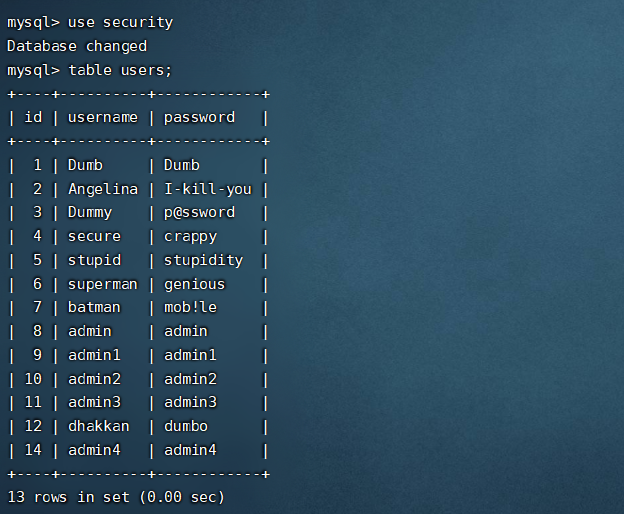 mysql> use security
Database changed
mysql> table users;
+----+----------+------------+
| id | username | password   |
+----+----------+------------+
|  1 | Dumb     | Dumb       |
|  2 | Angelina | I-kill-you |
|  3 | Dummy    | p@ssword   |
|  4 | secure   | crappy     |
|  5 | stupid   | stupidity  |
|  6 | superman | genious    |
|  7 | batman   | mob!le     |
|  8 | admin    | admin      |
|  9 | admin1   | admin1     |
| 10 | admin2   | admin2     |
| 11 | admin3   | admin3     |
| 12 | dhakkan  | dumbo      |
| 14 | admin4   | admin4     |
+----+----------+------------+
13 rows in set (0.00 sec)